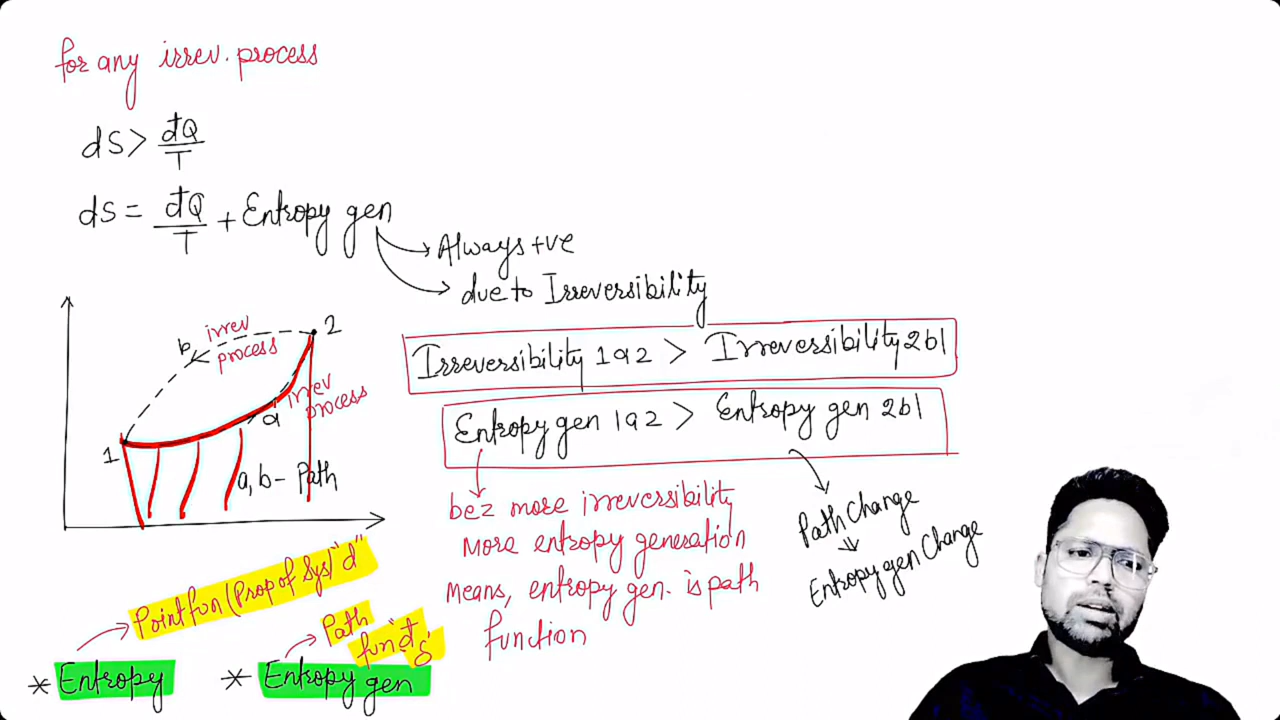 for any irrev. process
dS > đQ/T
dS = đQ/T + Entropy gen
Always +ve
due to Irreversibility
2
irrev
process
b
irrev
process
a
1
a, b - Path
Irreversibility 1a2 > Irreversibility 2b1
Entropy gen 1a2 > Entropy gen 2b1
bez more irreversibility
More entropy generation
Means, entropy gen. is path
function
Path Change
Entropy gen Change
Point fun (Prop of Sys) "d"
* Entropy
Path
fun "đ,
* Entropy gen